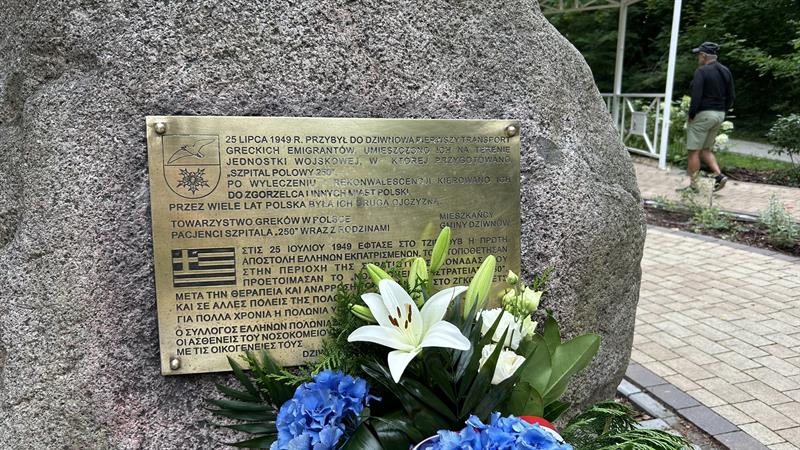 25 LIPCA 1949 R. PRZYBYŁ DO DZIWNOWA PIERWSZY TRANSPORT
GRECKICH EMIGRANTÓW, UMIESZCZONO ICH NA TERENIE
JEDNOSTKI WOJSKOWEJ, W KTÓREJ PRZYGOTOWANO
„SZPITAL POLOWY 250"
PO WYLECZENIU I REKONWALESCENCJI KIEROWANO ICH
DO ZGORZELCA I INNYCH MIAST POLSKI.
PRZEZ WIELE LAT POLSKA BYŁA ICH DRUGĄ OJCZYZNĄ
TOWARZYSTWO GREKÓW W POLSCE MIESZKAŃCY
PACJENCI SZPITALA „250" WRAZ Z RODZINAMI GMINY DZIWNÓW
ΣΤΙΣ 25 ΙΟΥΛΙΟΥ 1949 ΕΦΤΑΣΕ ΣΤΟ Η ΠΡΩΤΗ
ΑΠΟΣΤΟΛΗ ΕΛΛΗΝΩΝ
ΣΤΗΝ ΠΕΡΙΟΧΗ ΤΗΣ
ΠΡΟΕΤΟΙΜΑΣΑΝ ΤΟ
ΜΕΤΑ ΤΗΝ ΘΕΡΑΠΕΙΑ ΚΑΙ
ΚΑΙ ΣΕ ΑΛΛΕΣ ΠΟΛΕΙΣ ΤΗΣ
ΓΙΑ ΠΟΛΛΑ ΧΡΟΝΙΑ Η ΠΟΛΩΝΙΑ
Ο ΣΥΛΛΟΓΟΣ ΕΛΛΗΝΩΝ
ΟΙ ΑΣΘΕΝΕΙΣ ΤΟΥ
ΜΕ ΤΙΣ ΟΙΚΟΓΕΝΕΙΕΣ ΤΟΥΣ